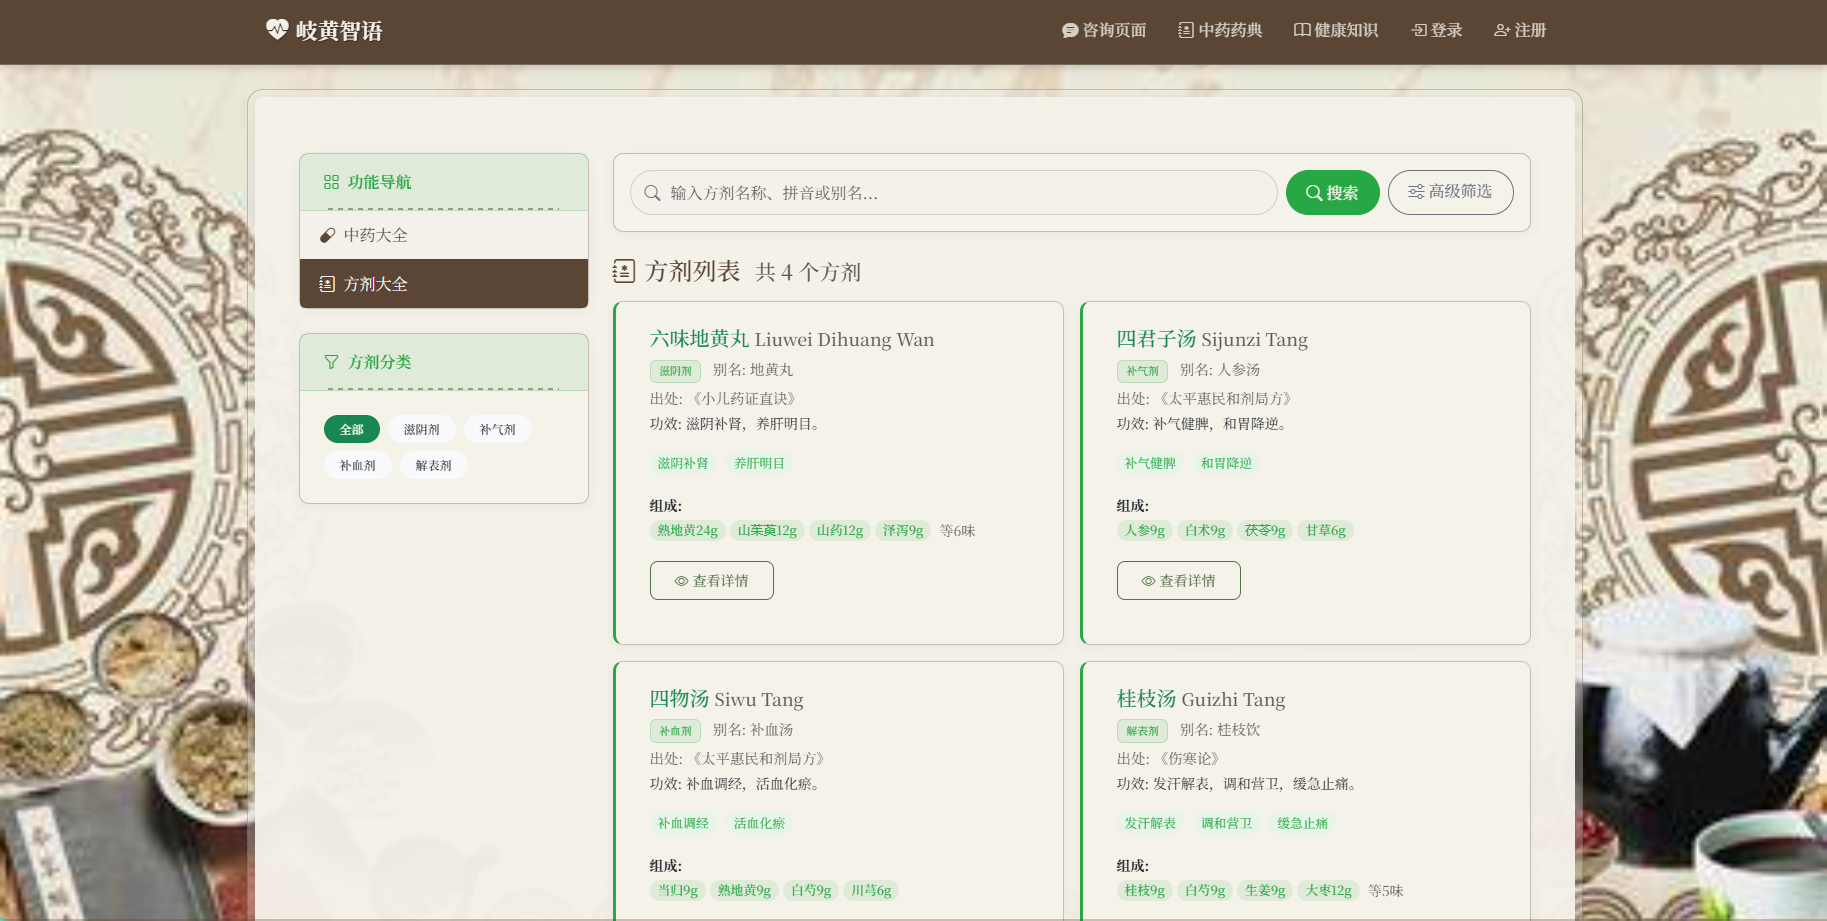 岐黄智语
咨询页面 中药药典 健康知识 登录 注册
功能导航
中药大全
方剂大全
方剂分类
全部 滋阴剂 补气剂
补血剂 解表剂
输入方剂名称、拼音或别名... 搜索 高级筛选
方剂列表 共 4 个方剂
六味地黄丸 Liuwei Dihuang Wan
滋阴剂 别名: 地黄丸
出处: 《小儿药证直诀》
功效: 滋阴补肾，养肝明目。
滋阴补肾 养肝明目
组成:
熟地黄24g 山茱萸12g 山药12g 泽泻9g 等6味
查看详情
四君子汤 Sijunzi Tang
补气剂 别名: 人参汤
出处: 《太平惠民和剂局方》
功效: 补气健脾，和胃降逆。
补气健脾 和胃降逆
组成:
人参9g 白术9g 茯苓9g 甘草6g
查看详情
四物汤 Siwu Tang
补血剂 别名: 补血汤
出处: 《太平惠民和剂局方》
功效: 补血调经，活血化瘀。
补血调经 活血化瘀
组成:
当归9g 熟地黄9g 白芍9g 川芎6g
桂枝汤 Guizhi Tang
解表剂 别名: 桂枝饮
出处: 《伤寒论》
功效: 发汗解表，调和营卫，缓急止痛。
发汗解表 调和营卫 缓急止痛
组成:
桂枝9g 白芍9g 生姜9g 大枣12g 等5味